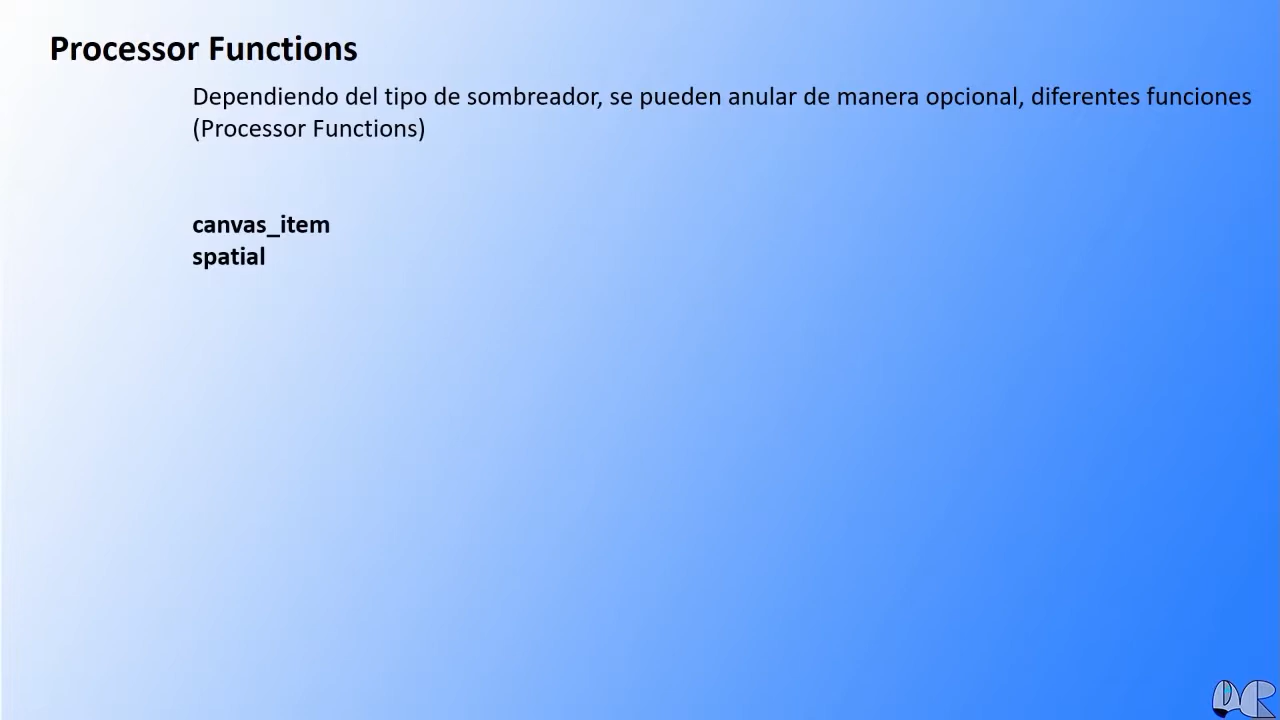 Processor Functions
Dependiendo del tipo de sombreador, se pueden anular de manera opcional, diferentes funciones
(Processor Functions)
canvas_item
spatial